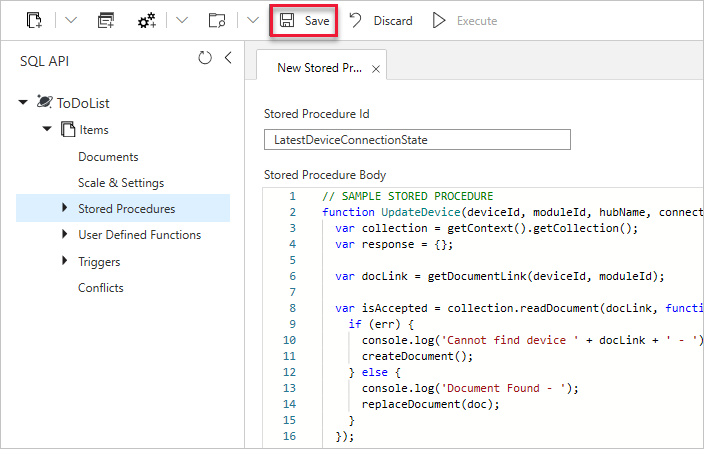 Save Discard Execute
SQL API
ToDoList
Items
Documents
Scale & Settings
Stored Procedures
User Defined Functions
Triggers
Conflicts
New Stored Pr...
Stored Procedure Id
LatestDeviceConnectionState
Stored Procedure Body
1 // SAMPLE STORED PROCEDURE
2 function UpdateDevice(deviceId, moduleId, hubName, connect
3 var collection = getContext().getCollection();
4 var response = {};
5
6 var docLink = getDocumentLink(deviceId, moduleId);
7
8 var isAccepted = collection.readDocument(docLink, functi
9 if (err) {
10 console.log('Cannot find device ' + docLink + ' - ')
11 createDocument();
12 } else {
13 console.log('Document Found - ');
14 replaceDocument(doc);
15 }
16 });